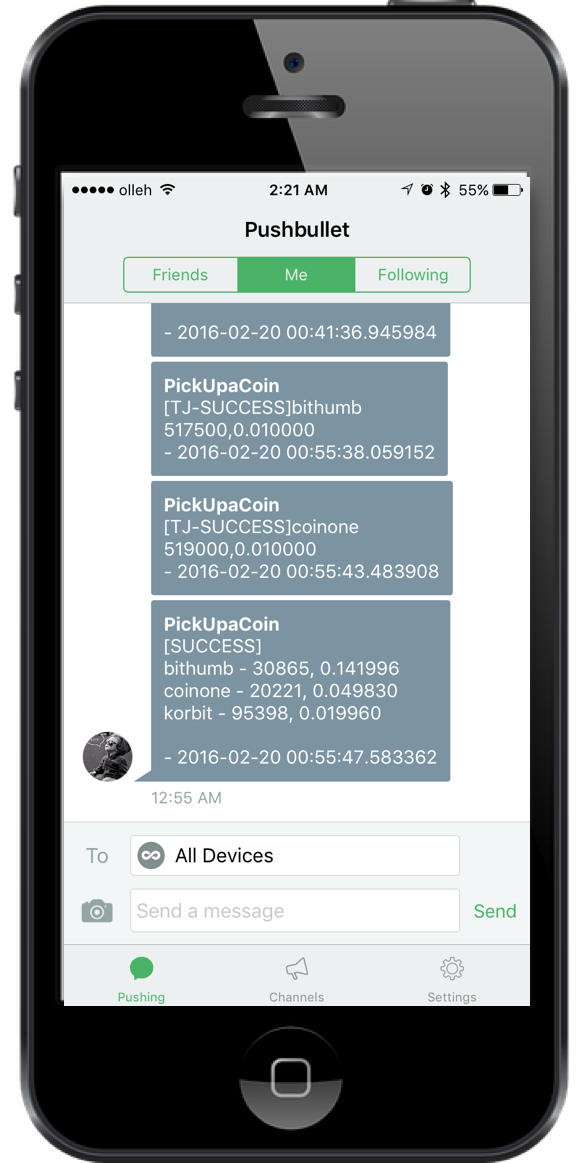 olleh 2:21 AM 55%
Pushbullet
Friends Me Following
- 2016-02-20 00:41:36.945984
PickUpaCoin
[TJ-SUCCESS]bithumb
517500,0.010000
- 2016-02-20 00:55:38.059152
PickUpaCoin
[TJ-SUCCESS]coinone
519000,0.010000
- 2016-02-20 00:55:43.483908
PickUpaCoin
[SUCCESS]
bithumb - 30865, 0.141996
coinone - 20221, 0.049830
korbit - 95398, 0.019960
- 2016-02-20 00:55:47.583362
12:55 AM
To All Devices
Send a message Send
Pushing Channels Settings